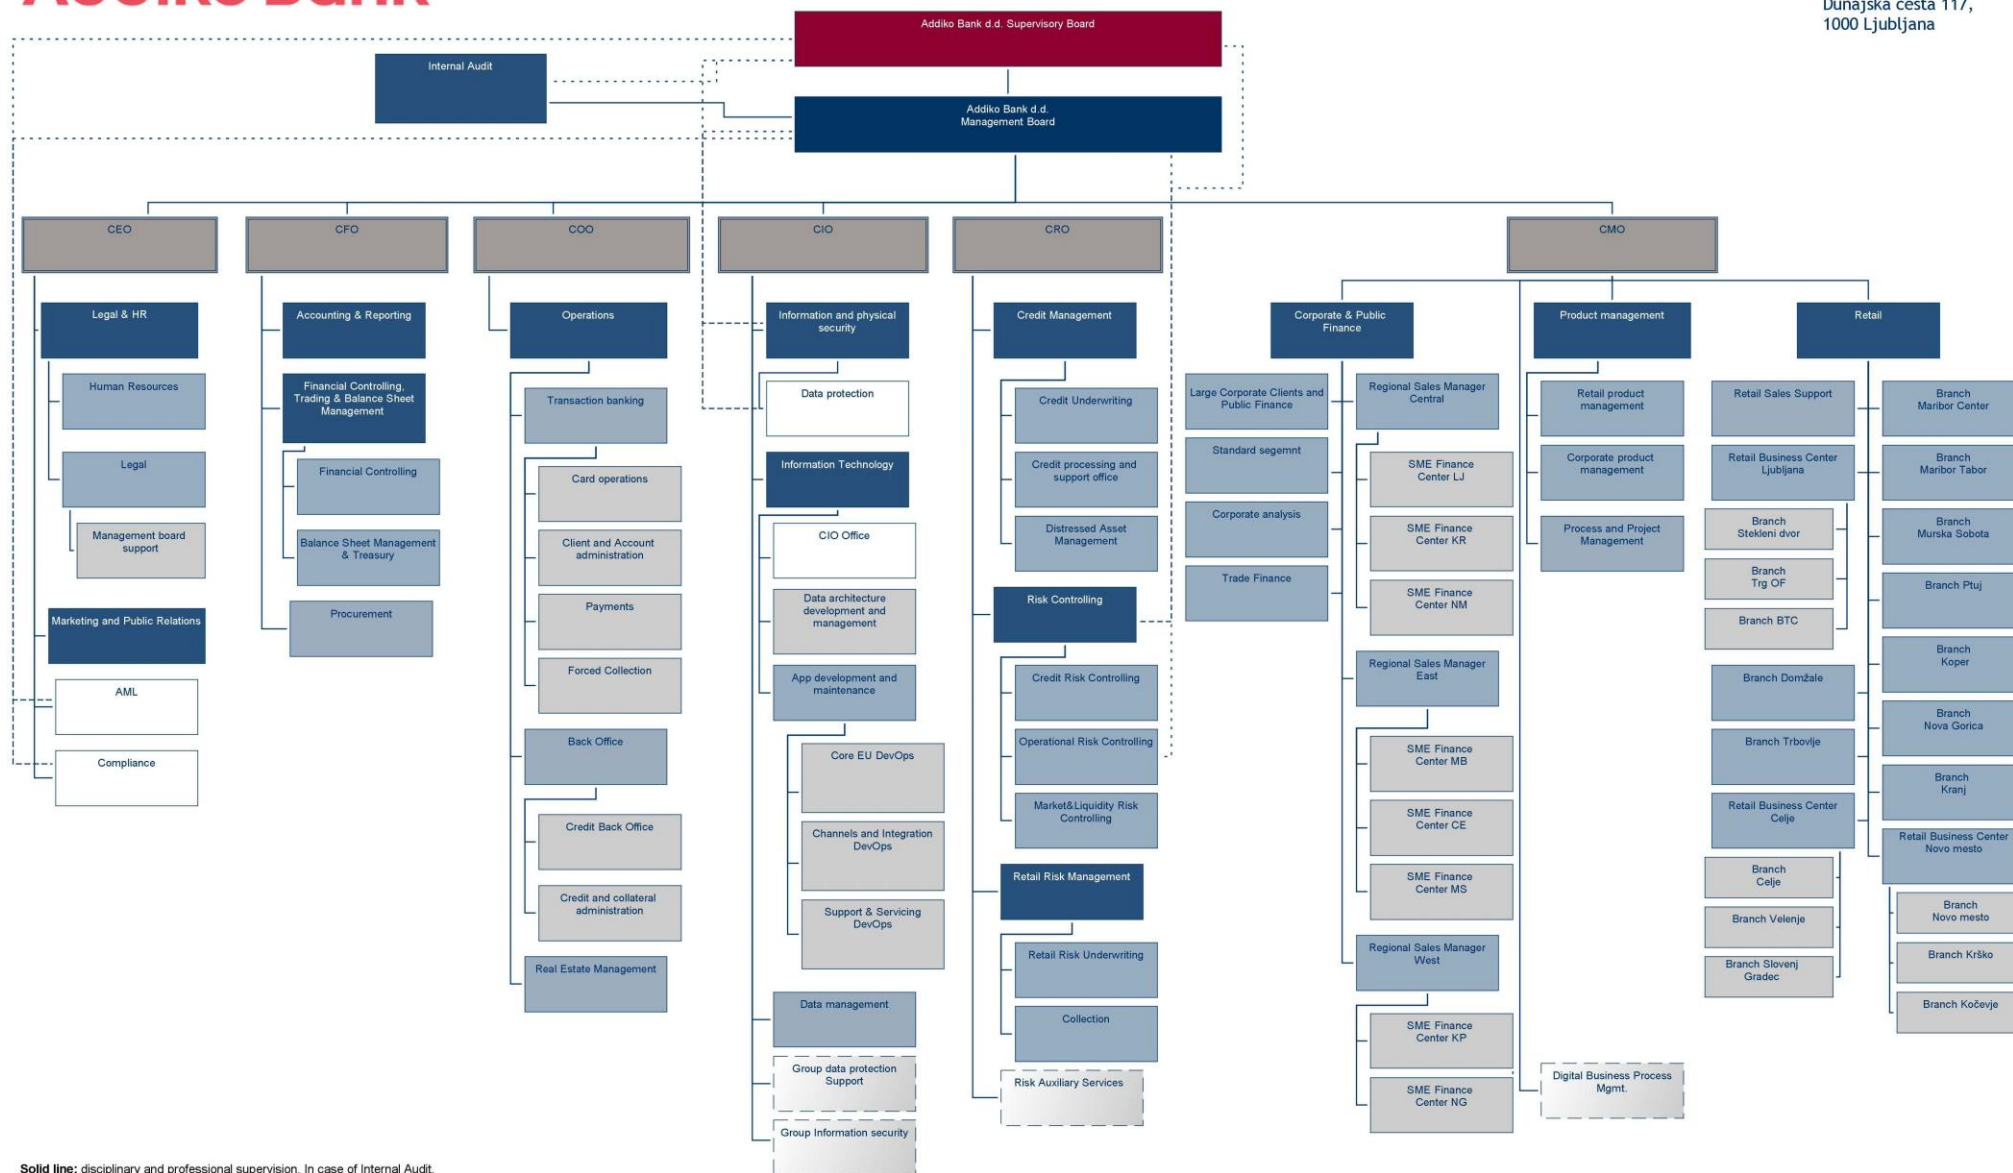 Addiko Bank
Dunajska cesta 117,
1000 Ljubljana
Addiko Bank d.d. Supervisory Board
Internal Audit
Addiko Bank d.d.
Management Board
CEO
CFO
COO
CIO
CRO
CMO
Legal & HR
Human Resources
Legal
Management board
support
Marketing and Public Relations
AML
Compliance
Accounting & Reporting
Financial Controlling,
Trading & Balance Sheet
Management
Financial Controlling
Balance Sheet Management
& Treasury
Procurement
Operations
Transaction banking
Card operations
Client and Account
administration
Payments
Forced Collection
Back Office
Credit Back Office
Credit and collateral
administration
Real Estate Management
Information and physical
security
Data protection
Information Technology
CIO Office
Data architecture
development and
management
App development and
maintenance
Core EU DevOps
Channels and Integration
DevOps
Support & Servicing
DevOps
Data management
Group data protection
Support
Group Information security
Credit Management
Credit Underwriting
Credit processing and
support office
Distressed Asset
Management
Risk Controlling
Credit Risk Controlling
Operational Risk Controlling
Market&Liquidity Risk
Controlling
Retail Risk Management
Retail Risk Underwriting
Collection
Risk Auxiliary Services
Corporate & Public
Finance
Large Corporate Clients and
Public Finance
Standard segemnt
Corporate analysis
Trade Finance
Regional Sales Manager
Central
SME Finance
Center LJ
SME Finance
Center KR
SME Finance
Center NM
Regional Sales Manager
East
SME Finance
Center MB
SME Finance
Center CE
SME Finance
Center MS
Regional Sales Manager
West
SME Finance
Center KP
SME Finance
Center NG
Product management
Retail product
management
Corporate product
management
Process and Project
Management
Digital Business Process
Mgmt.
Retail
Retail Sales Support
Retail Business Center
Ljubljana
Branch
Stekleni dvor
Branch
Trg OF
Branch BTC
Branch Domžale
Branch Trbovlje
Retail Business Center
Celje
Branch
Celje
Branch Velenje
Branch Slovenj
Gradec
Branch
Maribor Center
Branch
Maribor Tabor
Branch
Murska Sobota
Branch Ptuj
Branch
Koper
Branch
Nova Gorica
Branch
Kranj
Retail Business Center
Novo mesto
Branch
Novo mesto
Branch Krško
Branch Kočevje
Solid line: disciplinary and professional supervision. In case of Internal Audit,